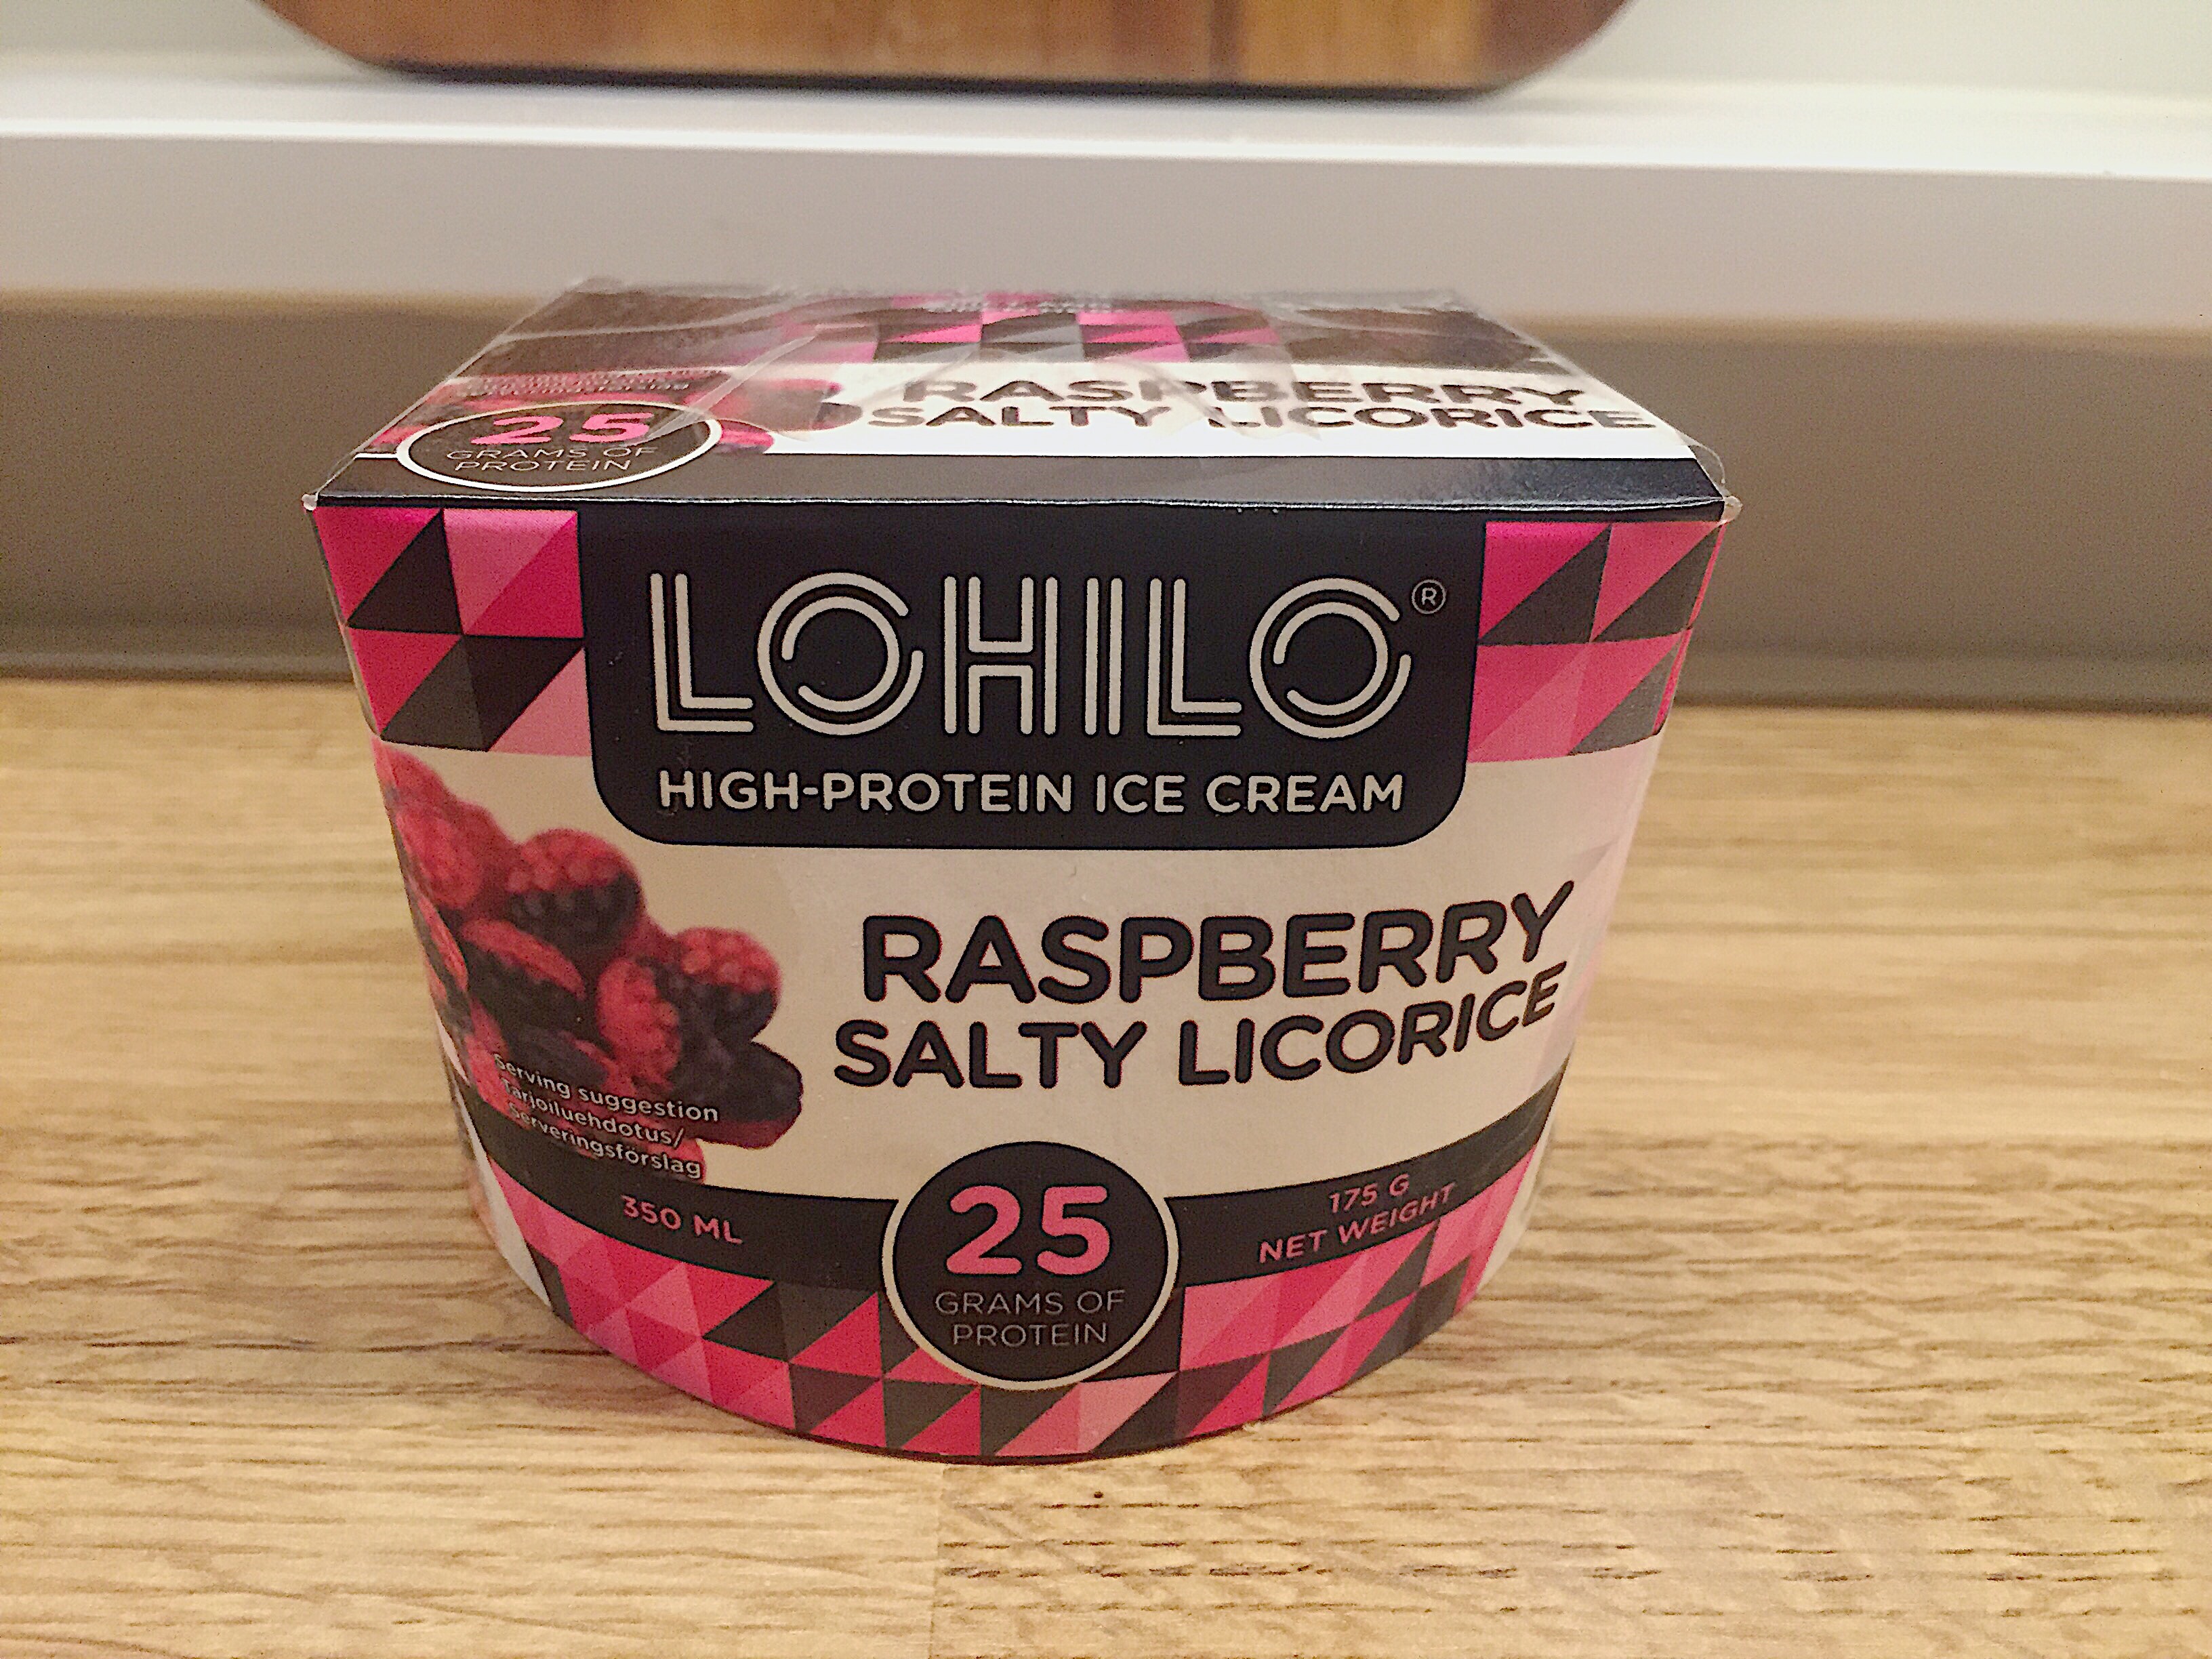 RASPBERRY
SALTY LICORICE
25
GRAMS OF
PROTEIN
LOHILO®
HIGH-PROTEIN ICE CREAM
RASPBERRY
SALTY LICORICE
Serving suggestion
Tarjoiluehdotus/
Serveringsförslag
350 ML
25
GRAMS OF
PROTEIN
175 G
NET WEIGHT